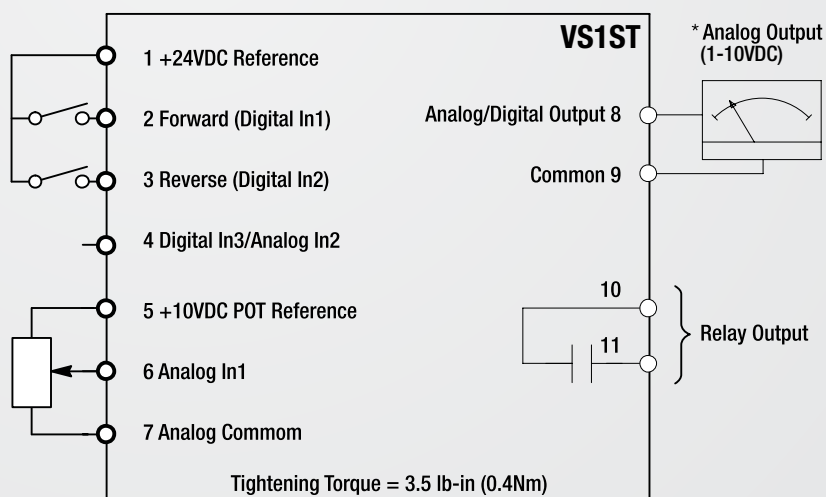 VS1ST
* Analog Output
(1-10VDC)
1 +24VDC Reference
2 Forward (Digital In1)
3 Reverse (Digital In2)
4 Digital In3/Analog In2
5 +10VDC POT Reference
6 Analog In1
7 Analog Commom
Analog/Digital Output 8
Common 9
10
11
Relay Output
Tightening Torque = 3.5 lb-in (0.4Nm)